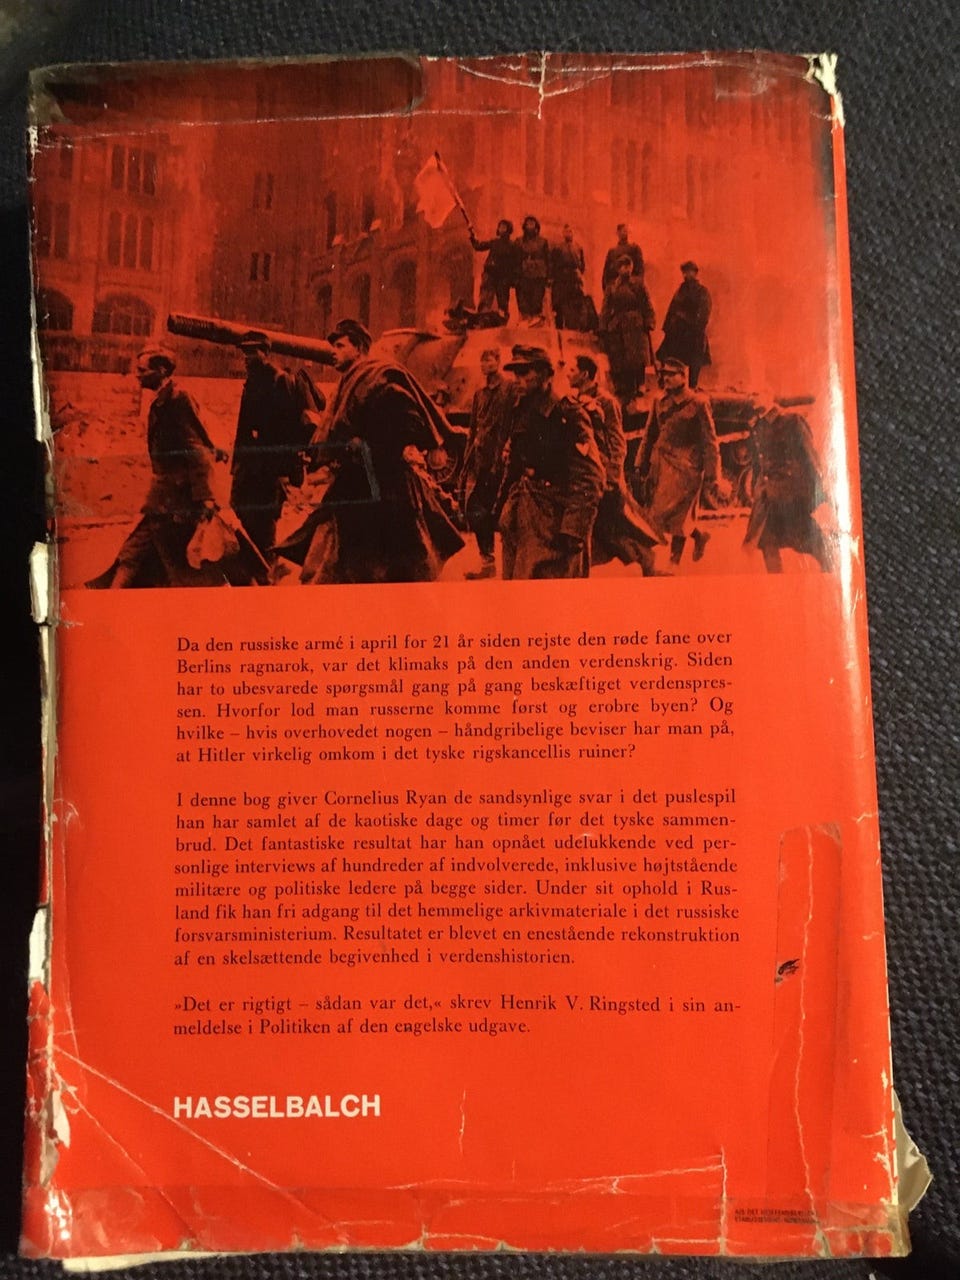 Da den russiske armé i april for 21 år siden rejste den røde fane over
Berlins ragnarok, var det klimaks på den anden verdenskrig. Siden
har to ubesvarede spørgsmål gang på gang beskæftiget verdenspres-
sen. Hvorfor lod man russerne komme først og erobre byen? Og
hvilke – hvis overhovedet nogen – håndgribelige beviser har man på,
at Hitler virkelig omkom i det tyske rigskancellis ruiner?
I denne bog giver Cornelius Ryan de sandsynlige svar i det puslespil
han har samlet af de kaotiske dage og timer før det tyske sammen-
brud. Det fantastiske resultat har han opnået udelukkende ved per-
sonlige interviews af hundreder af indvolverede, inklusive højtstående
militære og politiske ledere på begge sider. Under sit ophold i Rus-
land fik han fri adgang til det hemmelige arkivmateriale i det russiske
forsvarsministerium. Resultatet er blevet en enestående rekonstruktion
af en skelsættende begivenhed i verdenshistorien.
»Det er rigtigt – sådan var det,« skrev Henrik V. Ringsted i sin an-
meldelse i Politiken af den engelske udgave.
HASSELBALCH